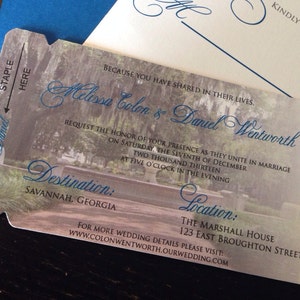 KINDLY
STAPLE
HERE
BECAUSE YOU HAVE SHARED IN THEIR LIVES,
Melissa Colon & Daniel Wentworth
REQUEST THE HONOR OF YOUR PRESENCE AS THEY UNITE IN MARRIAGE
ON SATURDAY, THE SEVENTH OF DECEMBER
TWO THOUSAND THIRTEEN
AT FIVE O'CLOCK IN THE EVENING
Destination:
SAVANNAH, GEORGIA
Location:
THE MARSHALL HOUSE
123 EAST BROUGHTON STREET
FOR MORE WEDDING DETAILS PLEASE VISIT:
WWW.COLONWENTWORTH.OURWEDDING.COM